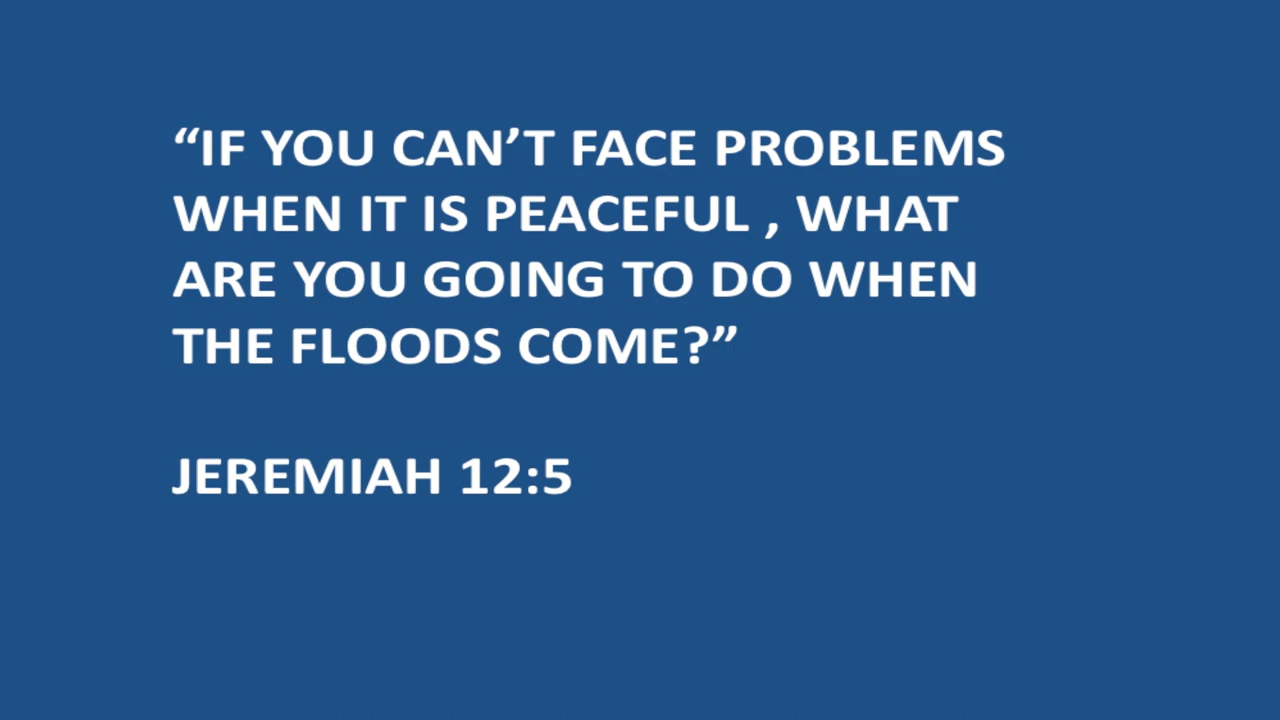 “IF YOU CAN’T FACE PROBLEMS
WHEN IT IS PEACEFUL , WHAT
ARE YOU GOING TO DO WHEN
THE FLOODS COME?”
JEREMIAH 12:5